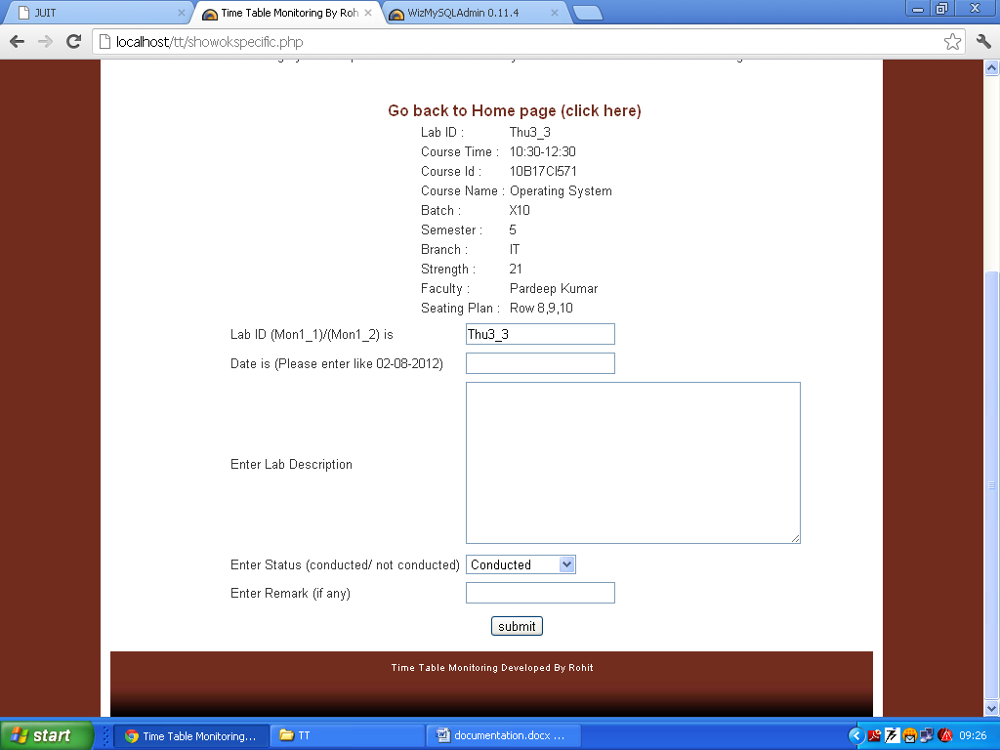 JUIT
Time Table Monitoring By Roh
WizMySQLAdmin 0.11.4
localhost/tt/showokspecific.php
Go back to Home page (click here)
Lab ID : Thu3_3
Course Time : 10:30-12:30
Course Id : 10B17CI571
Course Name : Operating System
Batch : X10
Semester : 5
Branch : IT
Strength : 21
Faculty : Pardeep Kumar
Seating Plan : Row 8,9,10
Lab ID (Mon1_1)/(Mon1_2) is Thu3_3
Date is (Please enter like 02-08-2012)
Enter Lab Description
Enter Status (conducted/ not conducted) Conducted
Enter Remark (if any)
submit
Time Table Monitoring Developed By Rohit
start Time Table Monitoring... TT documentation.docx ... 09:26